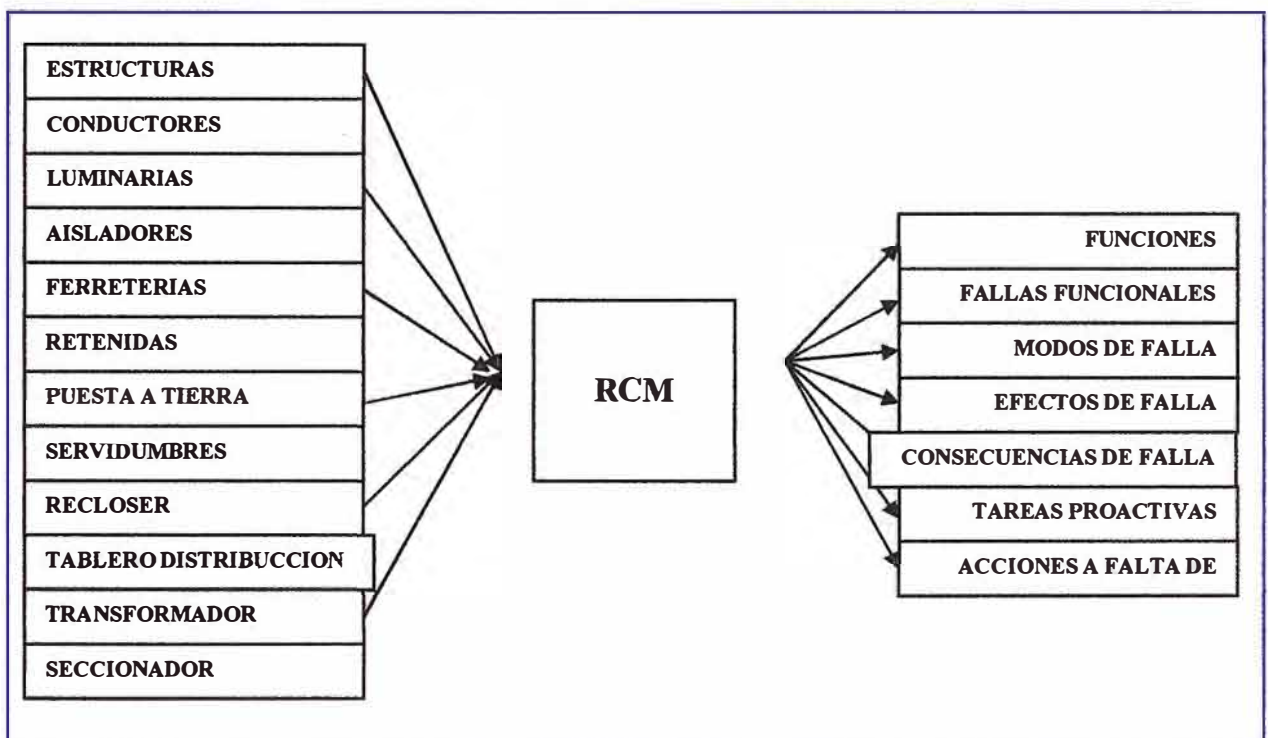 ESTRUCTURAS
CONDUCTORES
LUMINARIAS
AISLADORES
FERRETERIAS
RETENIDAS
PUESTA A TIERRA
SERVIDUMBRES
RECLOSER
TABLERO DISTRIBUCCION
TRANSFORMADOR
SECCIONADOR
RCM
FUNCIONES
FALLAS FUNCIONALES
MODOS DE FALLA
EFECTOS DE FALLA
CONSECUENCIAS DE FALLA
TAREAS PROACTIVAS
ACCIONES A FALTA DE